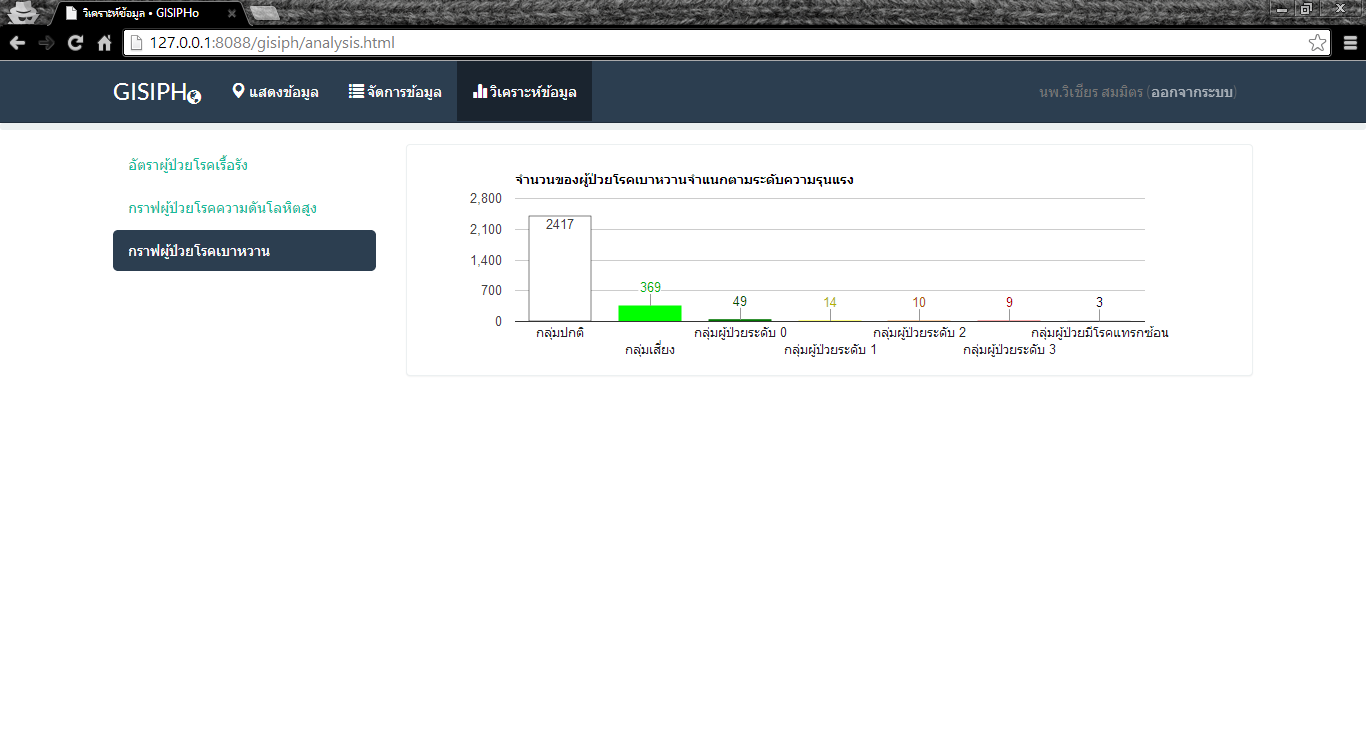 วิเคราะห์ข้อมูล • GISIPHo
127.0.0.1:8088/gisiph/analysis.html
GISIPH แสดงข้อมูล จัดการข้อมูล วิเคราะห์ข้อมูล นพ.วิเชียร สมมิตร (ออกจากระบบ)
อัตราผู้ป่วยโรคเรื้อรัง
กราฟผู้ป่วยโรคความดันโลหิตสูง
กราฟผู้ป่วยโรคเบาหวาน
จำนวนของผู้ป่วยโรคเบาหวานจำแนกตามระดับความรุนแรง
2,800
2,100
1,400
700
0
2417
369
49
14
10
9
3
กลุ่มปกติ
กลุ่มเสี่ยง
กลุ่มผู้ป่วยระดับ 0
กลุ่มผู้ป่วยระดับ 1
กลุ่มผู้ป่วยระดับ 2
กลุ่มผู้ป่วยระดับ 3
กลุ่มผู้ป่วยมีโรคแทรกซ้อน